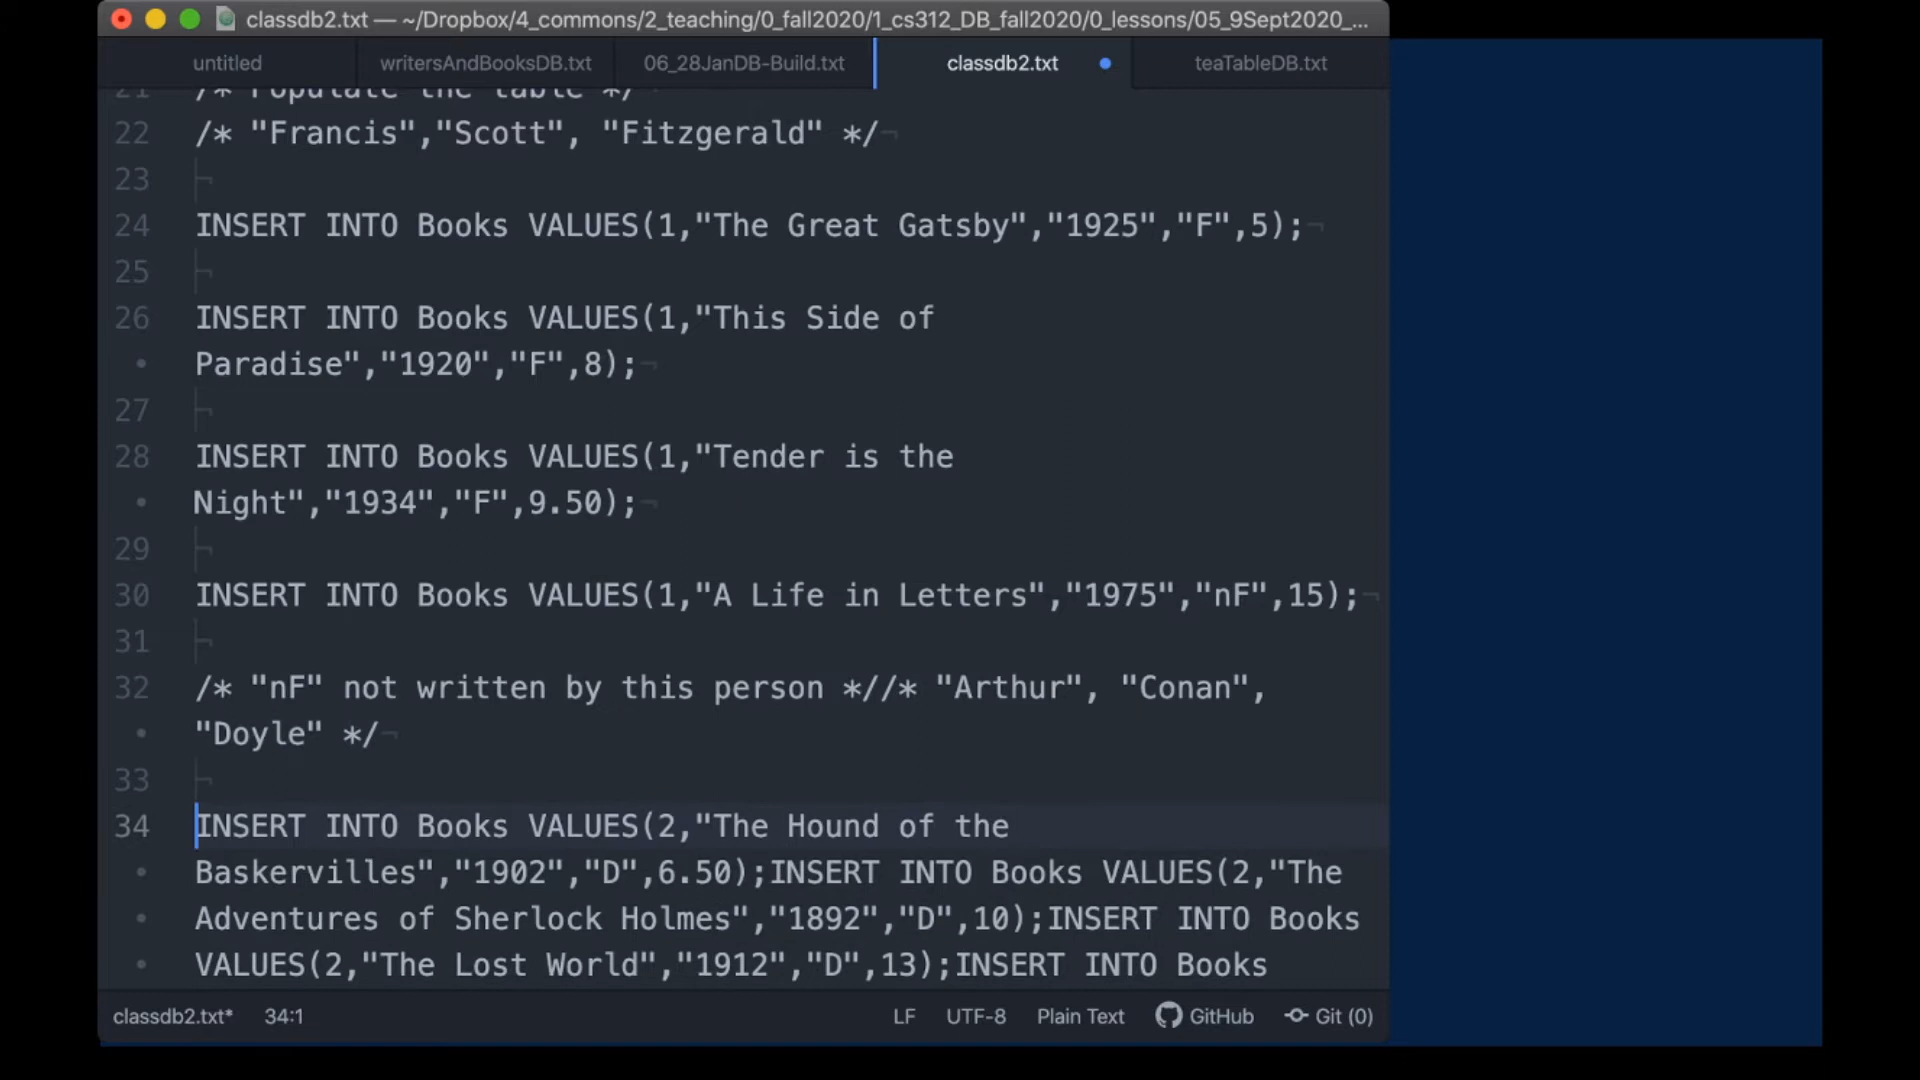 classdb2.txt — ~/Dropbox/4_commons/2_teaching/0_fall2020/1_cs312_DB_fall2020/0_lessons/05_9Sept2020_...
untitled writersAndBooksDB.txt 06_28JanDB-Build.txt classdb2.txt teaTableDB.txt
21 /* Populate the table */
22 /* "Francis","Scott", "Fitzgerald" */¬
23 ¬
24 INSERT INTO Books VALUES(1,"The Great Gatsby","1925","F",5);¬
25 ¬
26 INSERT INTO Books VALUES(1,"This Side of
• Paradise","1920","F",8);¬
27 ¬
28 INSERT INTO Books VALUES(1,"Tender is the
• Night","1934","F",9.50);¬
29 ¬
30 INSERT INTO Books VALUES(1,"A Life in Letters","1975","nF",15);¬
31 ¬
32 /* "nF" not written by this person *//* "Arthur", "Conan",
• "Doyle" */¬
33 ¬
34 INSERT INTO Books VALUES(2,"The Hound of the
• Baskervilles","1902","D",6.50);INSERT INTO Books VALUES(2,"The
• Adventures of Sherlock Holmes","1892","D",10);INSERT INTO Books
• VALUES(2,"The Lost World","1912","D",13);INSERT INTO Books
classdb2.txt* 34:1 LF UTF-8 Plain Text GitHub Git (0)